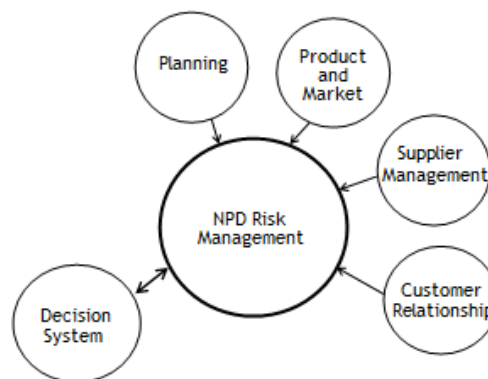 Planning
Product
and
Market
Supplier
Management
NPD Risk
Management
Customer
Relationship
Decision
System